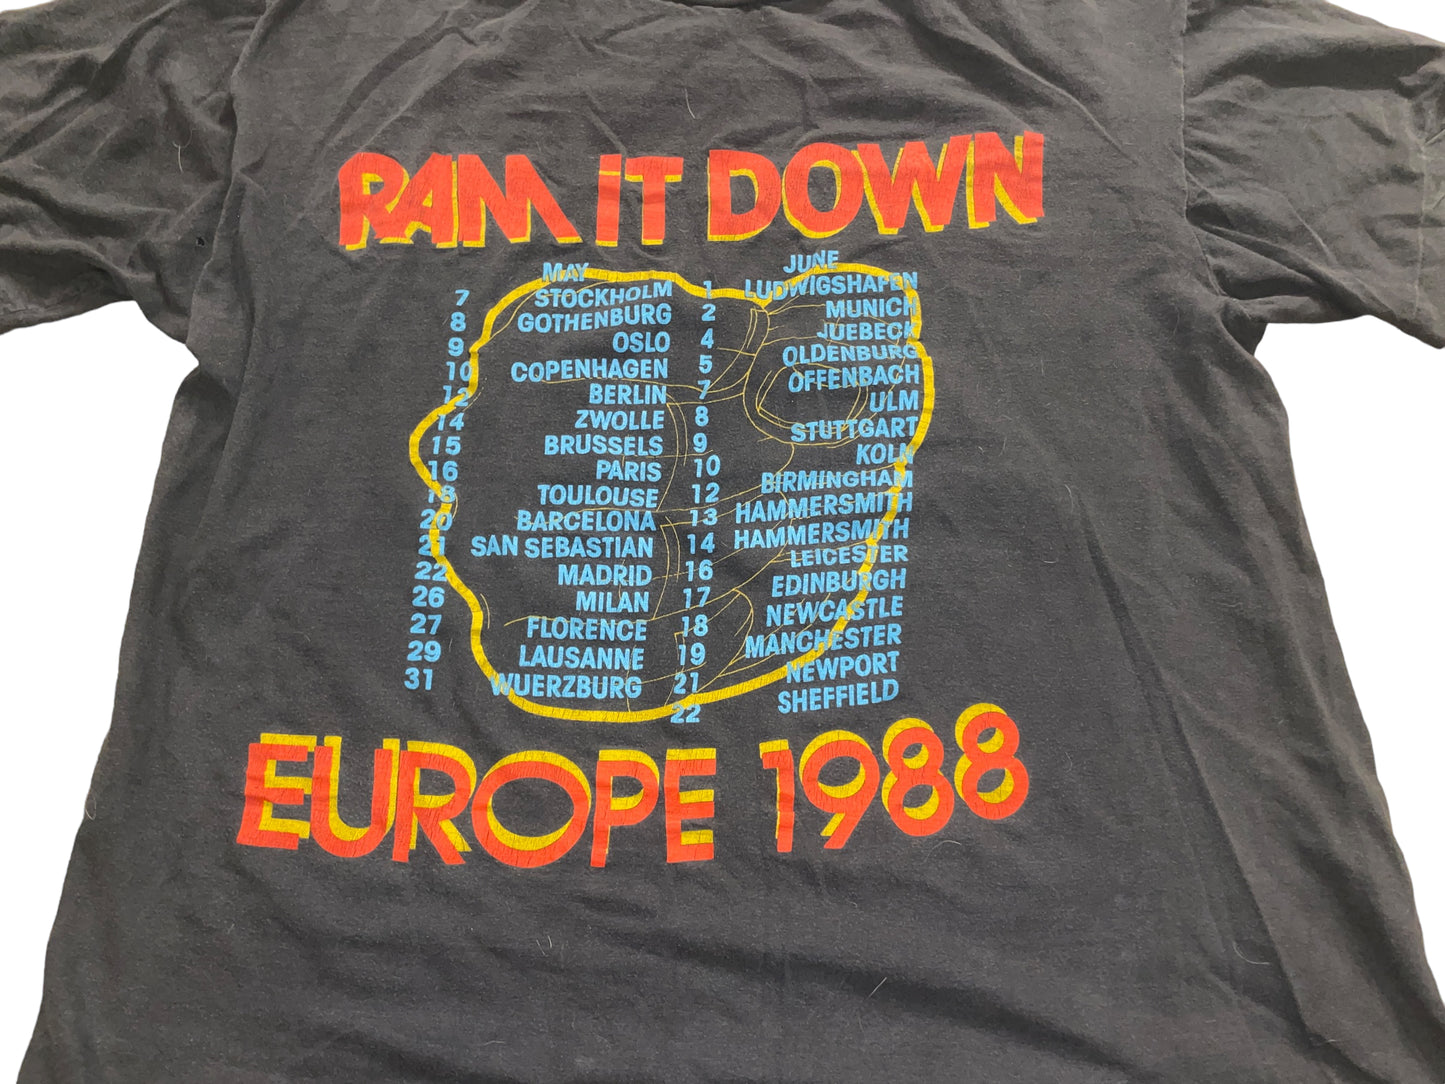 RAM iT DOWN
MAY
7 STOCKHOLM
8 GOTHENBURG
9 OSLO
10 COPENHAGEN
12 BERLIN
14 ZWOLLE
15 BRUSSELS
16 PARIS
18 TOULOUSE
20 BARCELONA
21 SAN SEBASTIAN
22 MADRID
26 MILAN
27 FLORENCE
29 LAUSANNE
31 WUERZBURG
JUNE
1 LUDWIGSHAFEN
2 MUNICH
4 JUEBECK
5 OLDENBURG
7 OFFENBACH
8 ULM
9 STUTTGART
10 KOLN
12 BIRMINGHAM
13 HAMMERSMITH
14 HAMMERSMITH
16 LEICESTER
17 EDINBURGH
18 NEWCASTLE
19 MANCHESTER
21 NEWPORT
22 SHEFFIELD
EUROPE 1988